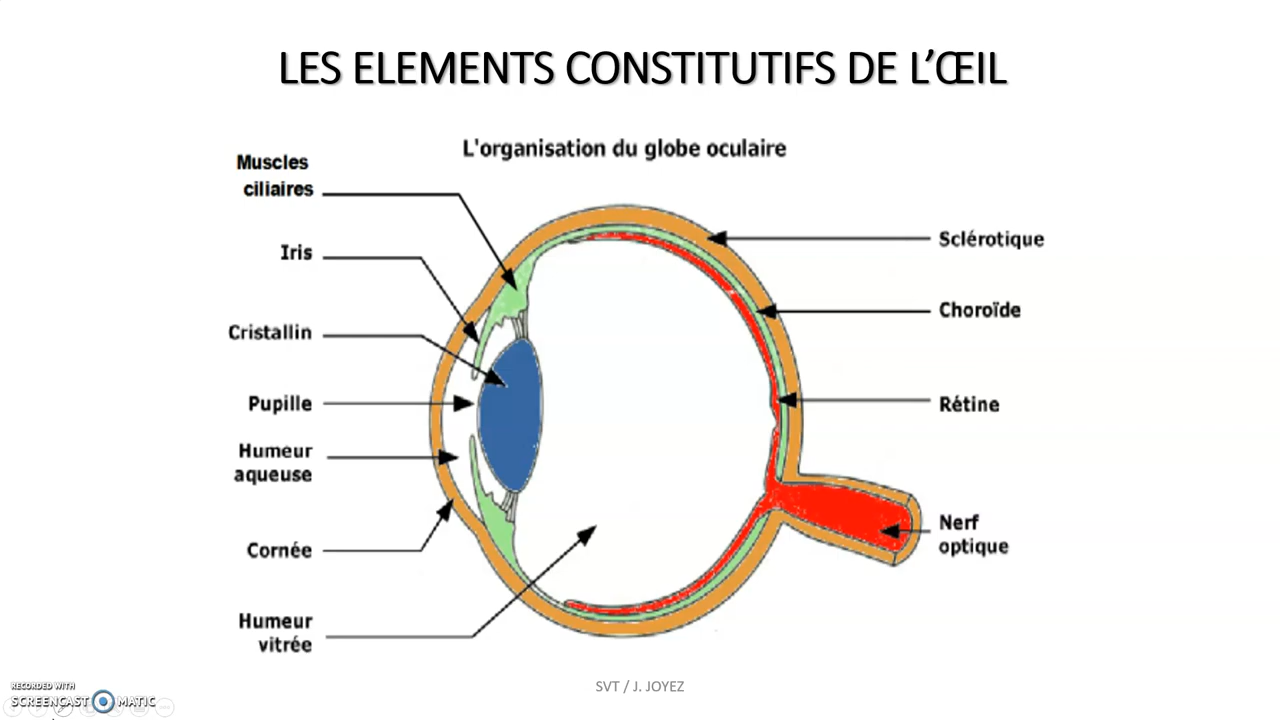 LES ELEMENTS CONSTITUTIFS DE L’ŒIL
L'organisation du globe oculaire
Muscles
ciliaires
Iris
Cristallin
Pupille
Humeur
aqueuse
Cornée
Humeur
vitrée
Sclérotique
Choroïde
Rétine
Nerf
optique
SVT / J. JOYEZ
RECORDED WITH
SCREENCAST MATIC